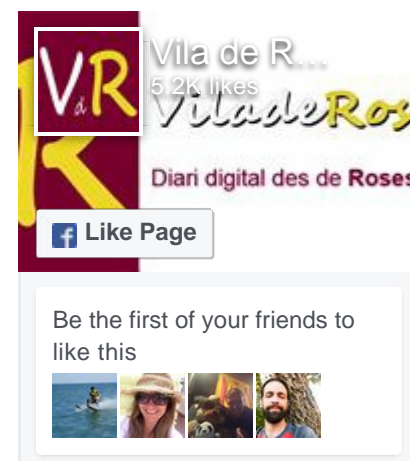 Vila de R...
5.2K likes
VdR
ViladeRos
Diari digital des de Roses
Like Page
Be the first of your friends to
like this